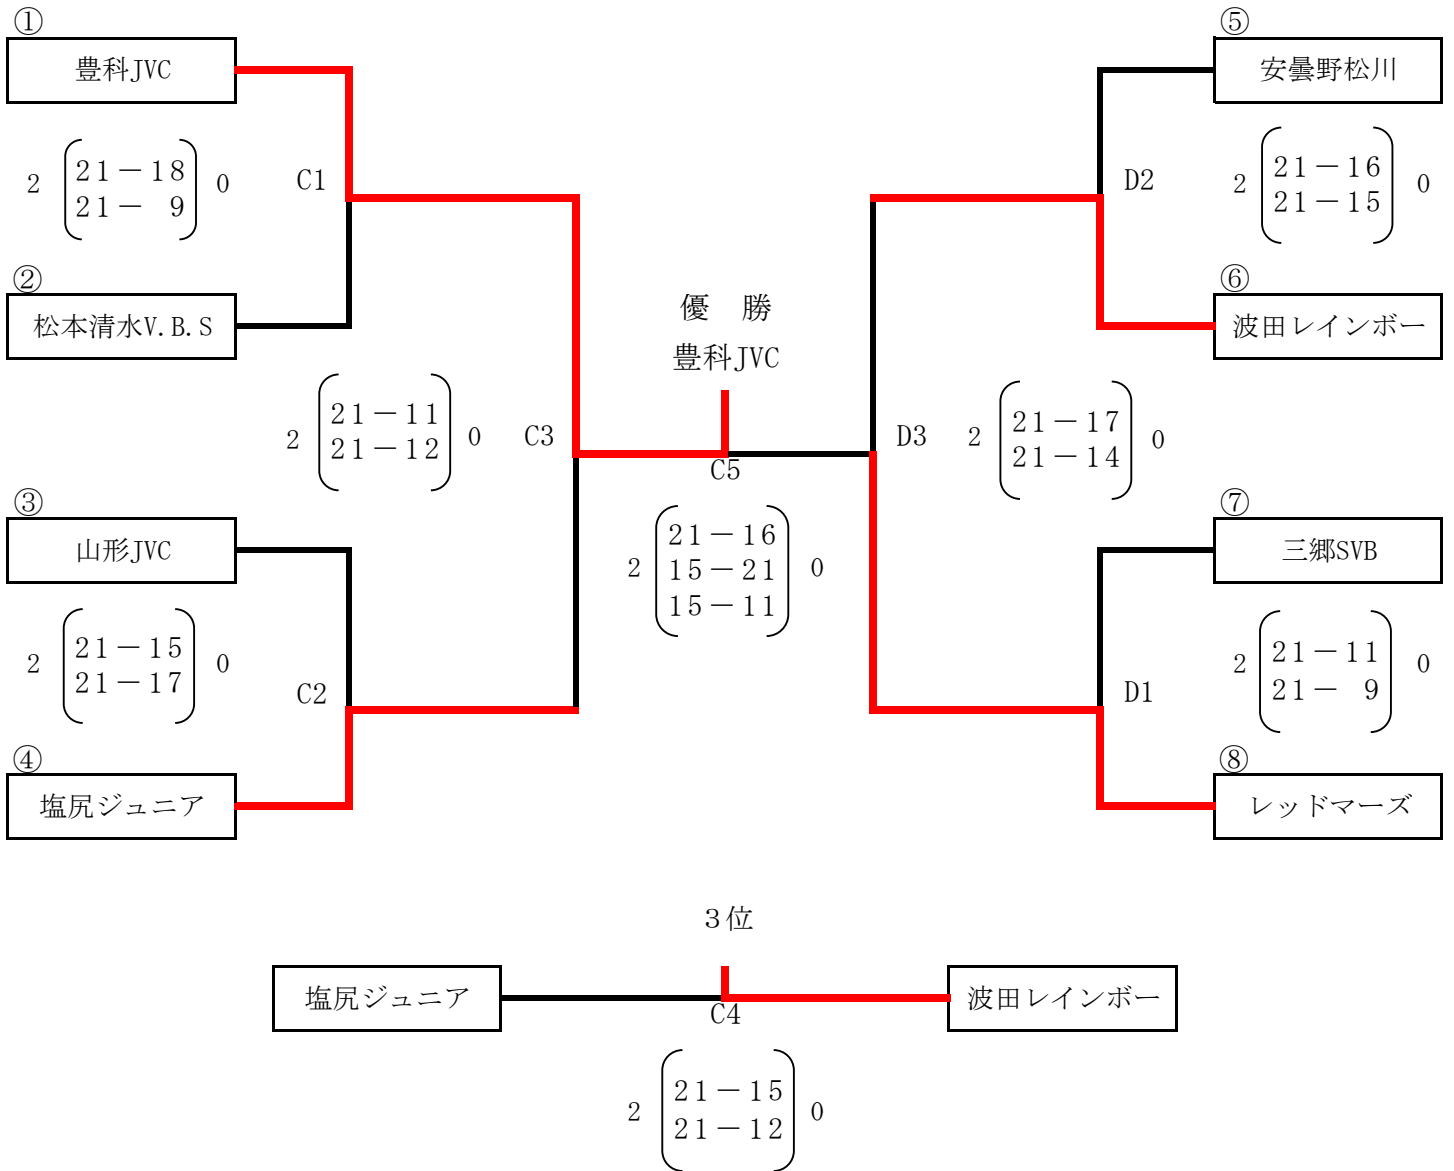 ①
豊科JVC
2 21－18 0
21－ 9
C1
②
松本清水V.B.S
2 21－11 0
21－12
C3
③
山形JVC
2 21－15 0
21－17
C2
④
塩尻ジュニア
優　勝
豊科JVC
C5
2 21－16 0
15－21
15－11
⑤
安曇野松川
D2
2 21－16 0
21－15
⑥
波田レインボー
D3
2 21－17 0
21－14
⑦
三郷SVB
D1
2 21－11 0
21－ 9
⑧
レッドマーズ
３位
塩尻ジュニア
波田レインボー
C4
2 21－15 0
21－12